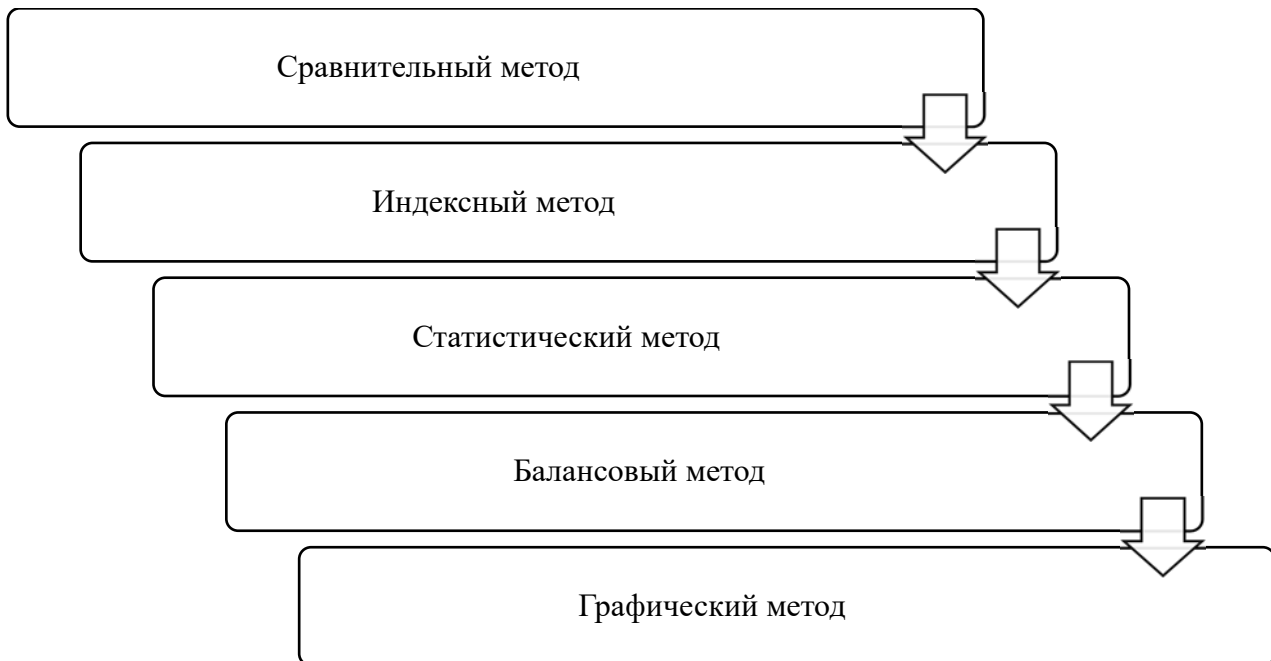 Сравнительный метод
Индексный метод
Статистический метод
Балансовый метод
Графический метод